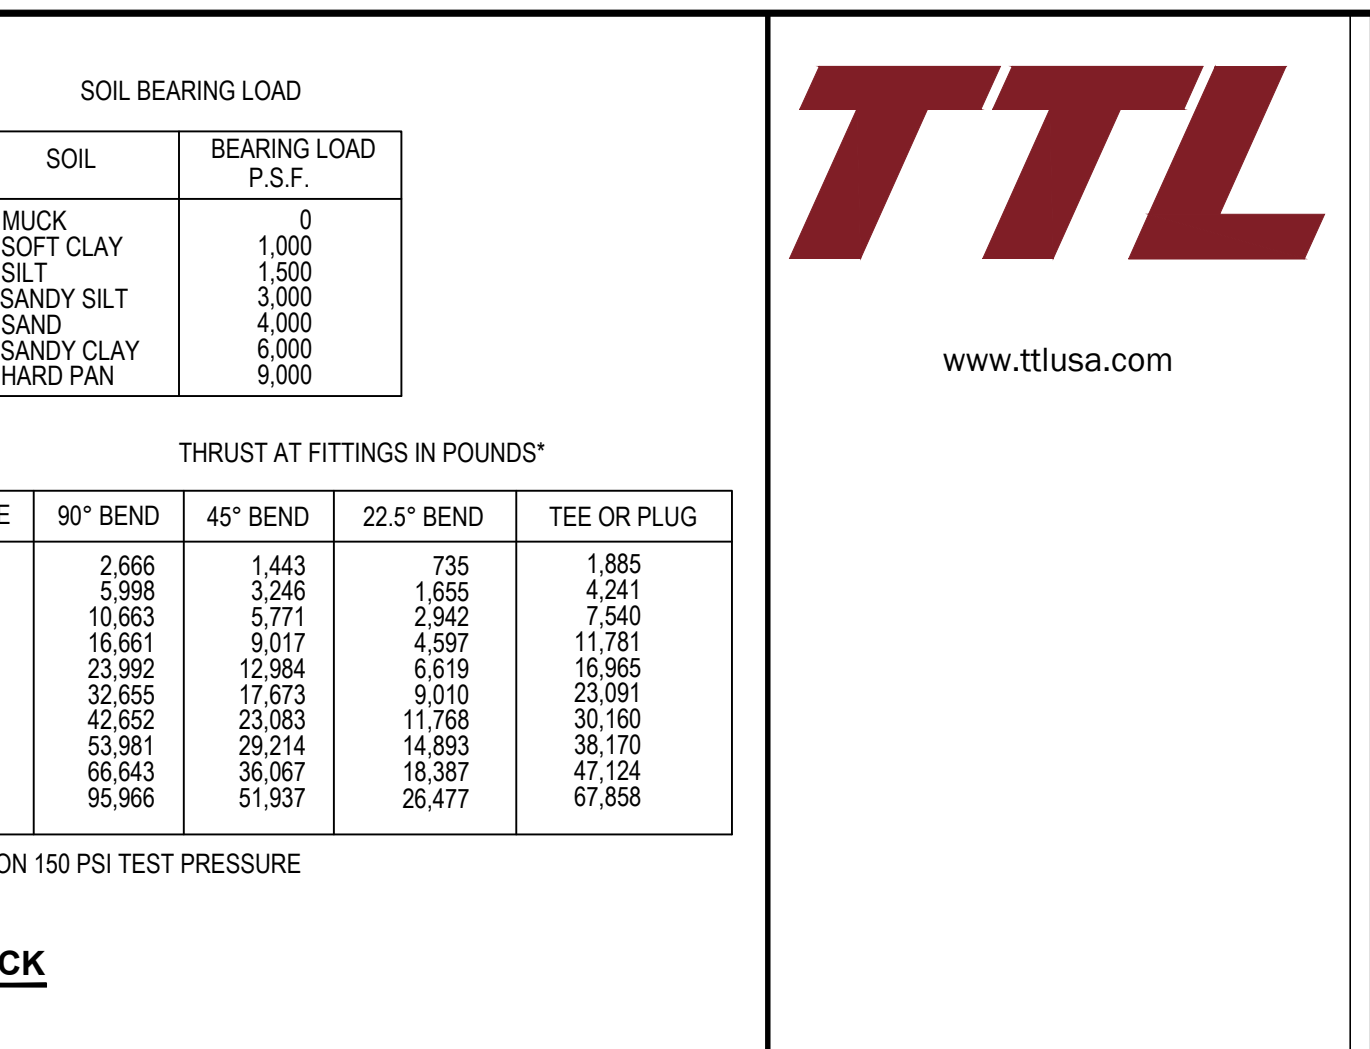 SOIL BEARING LOAD
SOIL BEARING LOAD P.S.F.
MUCK 0
SOFT CLAY 1,000
SILT 1,500
SANDY SILT 3,000
SAND 4,000
SANDY CLAY 6,000
HARD PAN 9,000
THRUST AT FITTINGS IN POUNDS*
E 90° BEND 45° BEND 22.5° BEND TEE OR PLUG
2,666 1,443 735 1,885
5,998 3,246 1,655 4,241
10,663 5,771 2,942 7,540
16,661 9,017 4,597 11,781
23,992 12,984 6,619 16,965
32,655 17,673 9,010 23,091
42,652 23,083 11,768 30,160
53,981 29,214 14,893 38,170
66,643 36,067 18,387 47,124
95,966 51,937 26,477 67,858
ON 150 PSI TEST PRESSURE
CK
TTL
www.ttlusa.com